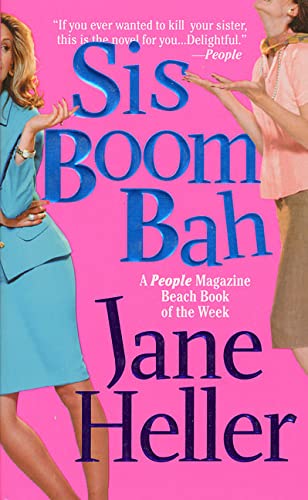 "If you ever wanted to kill your sister,
this is the novel for you...Delightful."
—People
Sis
Boom
Bah
A People Magazine
Beach Book
of the Week
Jane
Heller